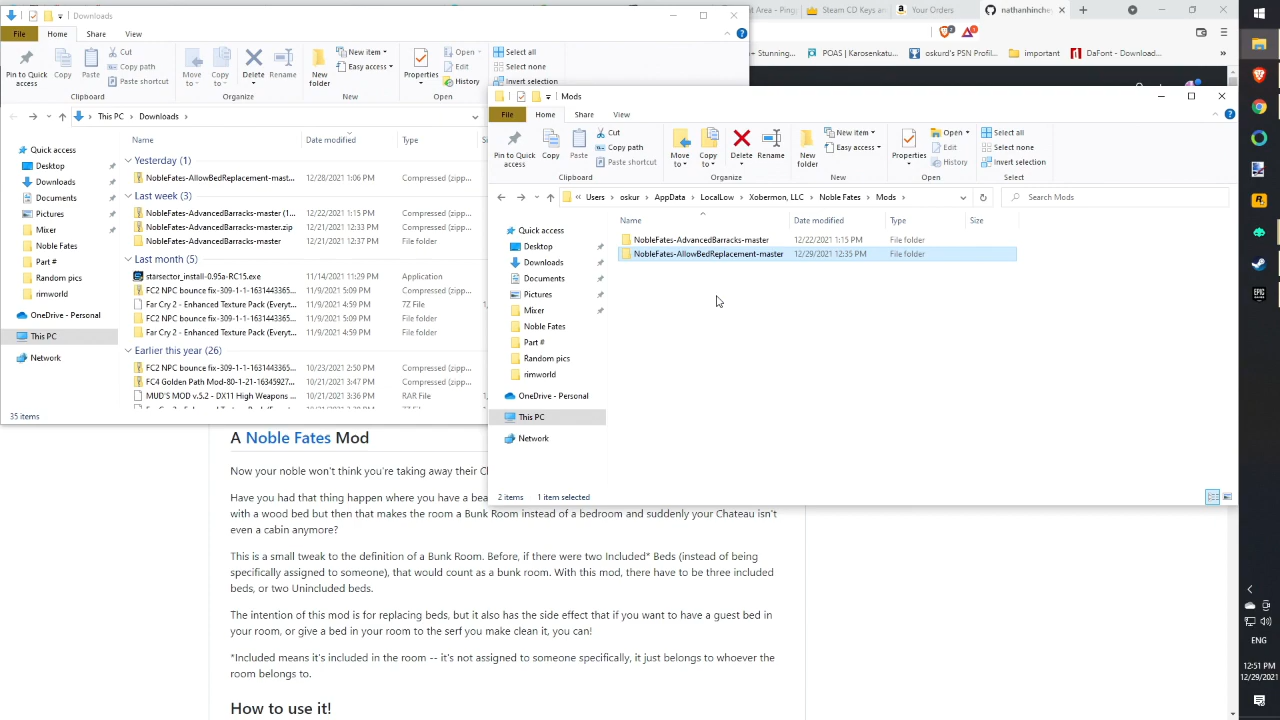 Downloads
File Home Share View
Pin to Quick access
Copy
Paste
Cut
Copy path
Paste shortcut
Clipboard
Move to
Copy to
Delete
Rename
Organize
New folder
New item
Easy access
New
Properties
Open
Edit
History
Open
Select all
Select none
Invert selection
This PC > Downloads
Name Date modified Type
Quick access
Desktop
Downloads
Documents
Pictures
Mixer
Noble Fates
Part #
Random pics
rimworld
OneDrive - Personal
This PC
Network
Yesterday (1)
NobleFates-AllowBedReplacement-mast... 12/28/2021 1:06 PM Compressed (zipp...
Last week (3)
NobleFates-AdvancedBarracks-master (1... 12/22/2021 1:15 PM Compressed (zipp...
NobleFates-AdvancedBarracks-master.zip 12/21/2021 12:33 PM Compressed (zipp...
NobleFates-AdvancedBarracks-master 12/21/2021 12:37 PM File folder
Last month (5)
starsector_install-0.95a-RC15.exe 11/14/2021 11:29 PM Application
FC2 NPC bounce fix-309-1-1-1631443365... 11/9/2021 5:09 PM Compressed (zipp...
Far Cry 2 - Enhanced Texture Pack (Everyt... 11/9/2021 4:59 PM 7Z File
FC2 NPC bounce fix-309-1-1-1631443365... 11/9/2021 5:09 PM File folder
Far Cry 2 - Enhanced Texture Pack (Everyt... 11/9/2021 4:59 PM File folder
Earlier this year (26)
FC2 NPC bounce fix-309-1-1-1631443365... 10/23/2021 2:50 PM Compressed (zipp...
FC4 Golden Path Mod-80-1-21-16345927... 10/21/2021 3:47 PM Compressed (zipp...
MUD'S MOD v.5.2 - DX11 High Weapons ... 10/21/2021 3:36 PM RAR File
35 items
t Area - Ping
Steam CD Keys a
Your Orders
nathanhinche
Stunning...
POAS | Karosenkatu...
oskurd's PSN Profil...
important
DaFont - Download...
Mods
File Home Share View
Pin to Quick access
Copy
Paste
Cut
Copy path
Paste shortcut
Clipboard
Move to
Copy to
Delete
Rename
Organize
New folder
New item
Easy access
New
Properties
Open
Edit
History
Open
Select all
Select none
Invert selection
Select
« Users > oskur > AppData > LocalLow > Xobermon, LLC > Noble Fates > Mods >
Search Mods
Name Date modified Type Size
Quick access
Desktop
Downloads
Documents
Pictures
Mixer
Noble Fates
Part #
Random pics
rimworld
OneDrive - Personal
This PC
Network
NobleFates-AdvancedBarracks-master 12/22/2021 1:15 PM File folder
NobleFates-AllowBedReplacement-master 12/29/2021 12:35 PM File folder
2 items 1 item selected
A Noble Fates Mod
Now your noble won't think you're taking away their C
Have you had that thing happen where you have a bea
with a wood bed but then that makes the room a Bunk Room instead of a bedroom and suddenly your Chateau isn't
even a cabin anymore?
This is a small tweak to the definition of a Bunk Room. Before, if there were two Included* Beds (instead of being
specifically assigned to someone), that would count as a bunk room. With this mod, there have to be three included
beds, or two Unincluded beds.
The intention of this mod is for replacing beds, but it also has the side effect that if you want to have a guest bed in
your room, or give a bed in your room to the serf you make clean it, you can!
*Included means it's included in the room -- it's not assigned to someone specifically, it just belongs to whoever the
room belongs to.
How to use it!
EPIC
ENG
12:51 PM
12/29/2021